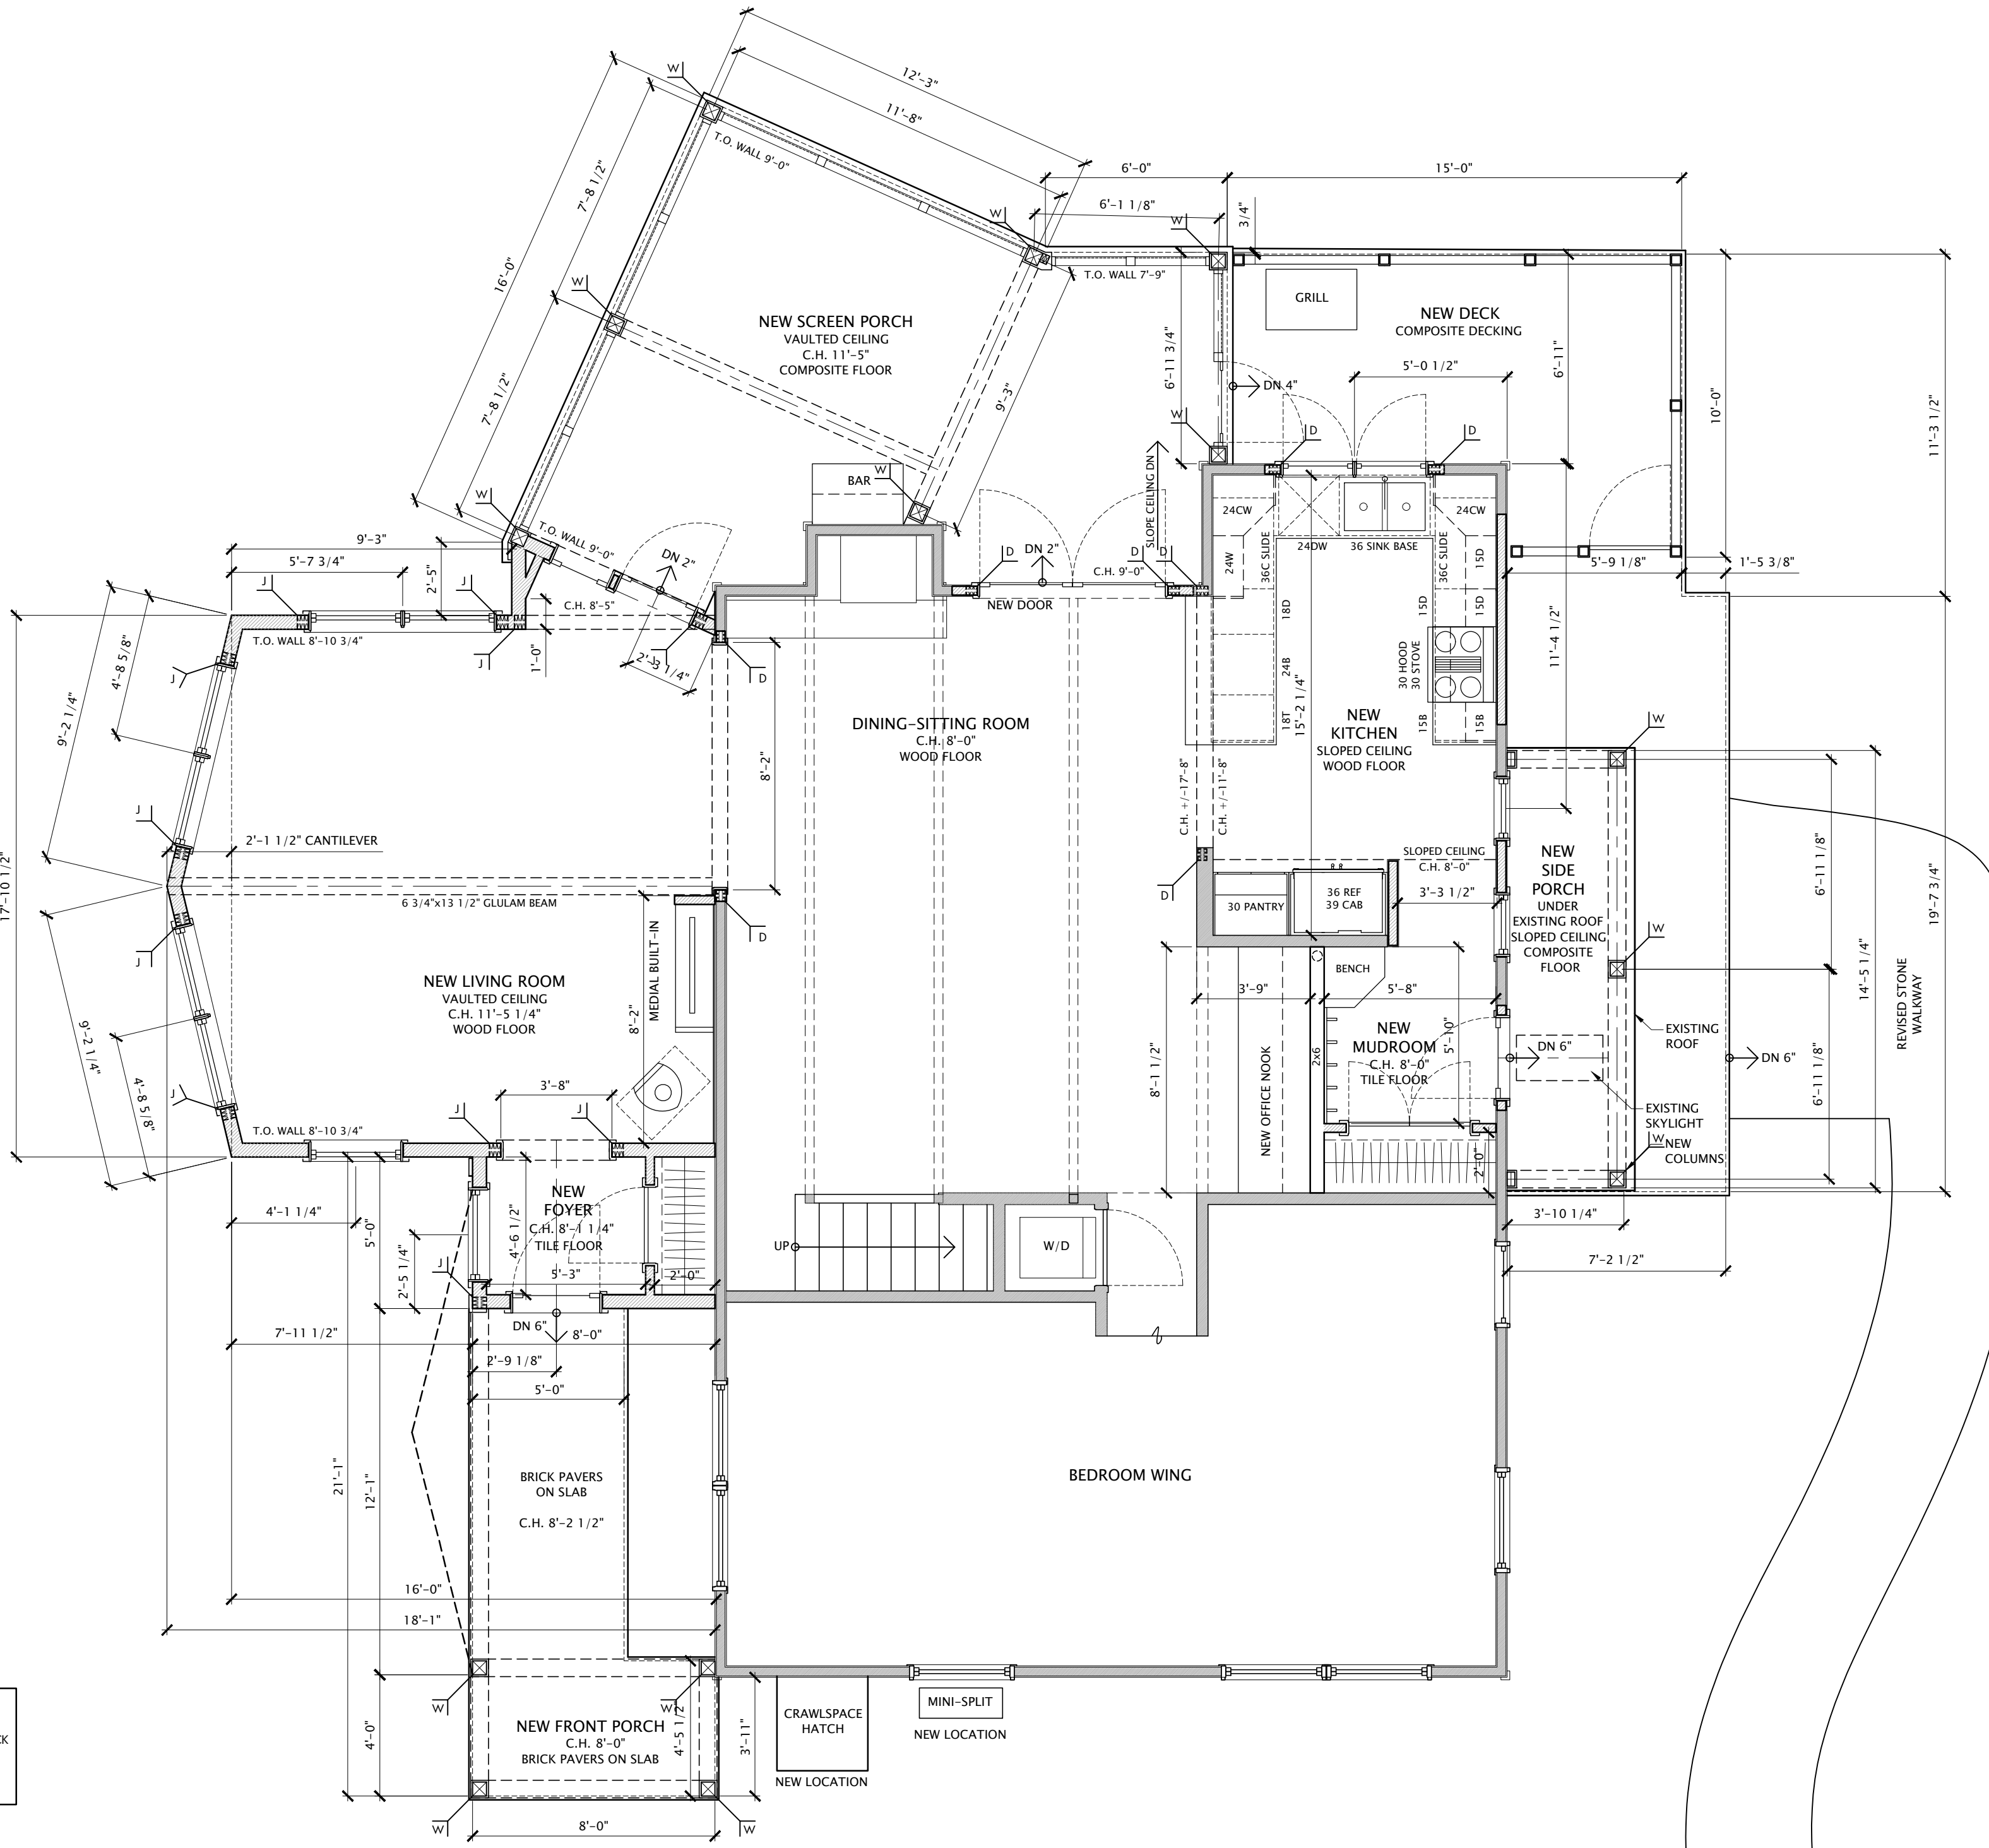 12'-3"
11'-8"
W
T.O. WALL 9'-0"
7'-8 1/2"
16'-0"
6'-0"
15'-0"
6'-1 1/8"
3/4"
W
W
T.O. WALL 7'-9"
W
GRILL
NEW SCREEN PORCH
VAULTED CEILING
C.H. 11'-5"
COMPOSITE FLOOR
NEW DECK
COMPOSITE DECKING
6'-11 3/4"
6'-11"
5'-0 1/2"
DN 4"
10'-0"
11'-3 1/2"
7'-8 1/2"
9'-3"
W
D
D
SLOPE CEILING DN
BAR
W
W
24CW
24CW
24DW
36 SINK BASE
24W
36C SLIDE
36C SLIDE
15D
T.O. WALL 9'-0"
DN 2"
D
DN 2"
D
D
C.H. 9'-0"
NEW DOOR
9'-3"
5'-7 3/4"
2'-5"
5'-9 1/8"
1'-5 3/8"
J
J
C.H. 8'-5"
T.O. WALL 8'-10 3/4"
J
1'-0"
J
2'-3 1/4"
D
18D
15D
15D
4'-8 5/8"
9'-2 1/4"
J
8'-2"
24B
15'-2 1/4"
18T
30 HOOD
30 STOVE
15B
15B
11'-4 1/2"
DINING-SITTING ROOM
C.H. 8'-0"
WOOD FLOOR
NEW
KITCHEN
SLOPED CEILING
WOOD FLOOR
W
C.H. +/-17'-8"
C.H. +/-11'-8"
J
2'-1 1/2" CANTILEVER
17'-10 1/2"
6 3/4"x13 1/2" GLULAM BEAM
SLOPED CEILING
C.H. 8'-0"
D
30 PANTRY
36 REF
39 CAB
3'-3 1/2"
NEW
SIDE
PORCH
UNDER
EXISTING ROOF
SLOPED CEILING
COMPOSITE
FLOOR
6'-11 1/8"
19'-7 3/4"
W
J
D
MEDIAL BUILT-IN
NEW LIVING ROOM
VAULTED CEILING
C.H. 11'-5 1/4"
WOOD FLOOR
8'-2"
BENCH
3'-9"
5'-8"
14'-5 1/4"
REVISED STONE
WALKWAY
9'-2 1/4"
4'-8 5/8"
NEW
MUDROOM
C.H. 8'-0"
TILE FLOOR
5'-10"
2x6
8'-1 1/2"
NEW OFFICE NOOK
DN 6"
EXISTING
ROOF
DN 6"
6'-11 1/8"
3'-8"
J
J
J
T.O. WALL 8'-10 3/4"
EXISTING
SKYLIGHT
W
NEW
COLUMNS
2'-0"
NEW
FOYER
C.H. 8'-1 1/4"
TILE FLOOR
4'-6 1/2"
4'-1 1/4"
5'-0"
2'-5 1/4"
J
5'-3"
2'-0"
UP
W/D
3'-10 1/4"
7'-2 1/2"
DN 6"
8'-0"
7'-11 1/2"
2'-9 1/8"
5'-0"
21'-1"
12'-1"
BRICK PAVERS
ON SLAB
C.H. 8'-2 1/2"
BEDROOM WING
16'-0"
18'-1"
W
W
4'-0"
NEW FRONT PORCH
C.H. 8'-0"
BRICK PAVERS ON SLAB
4'-5 1/2"
3'-11"
CRAWLSPACE
HATCH
NEW LOCATION
MINI-SPLIT
NEW LOCATION
CK
W
W
8'-0"